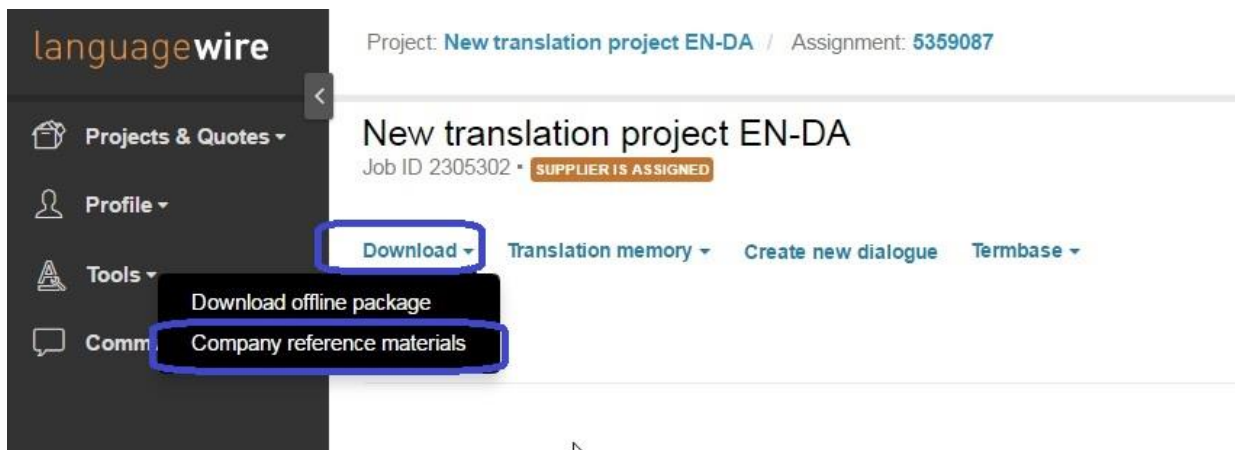 languagewire
Project: New translation project EN-DA / Assignment: 5359087
Projects & Quotes
Profile
Tools
New translation project EN-DA
Job ID 2305302 • SUPPLIER IS ASSIGNED
Download
Translation memory
Create new dialogue
Termbase
Download offline package
Company reference materials